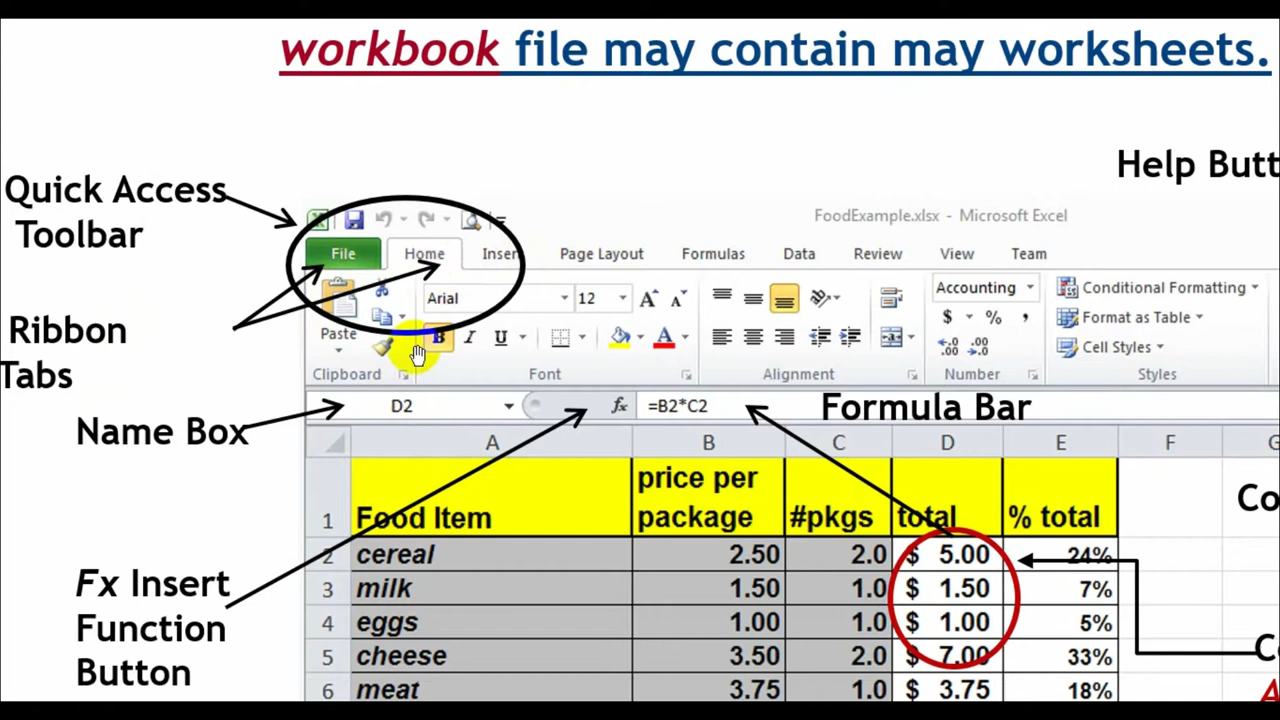 workbook file may contain may worksheets.
Help Butt
Quick Access
Toolbar
FoodExample.xlsx - Microsoft Excel
File Home Insert Page Layout Formulas Data Review View Team
Ribbon
Tabs
Arial 12 Accounting Conditional Formatting
Paste B I U A $ % , Format as Table
.00 .0 Cell Styles
Clipboard Font Alignment Number Styles
Name Box
D2 fx =B2*C2 Formula Bar
A B C D E F G
1 Food Item price per package #pkgs total % total
Co
2 cereal 2.50 2.0 $ 5.00 24%
3 milk 1.50 1.0 $ 1.50 7%
4 eggs 1.00 1.0 $ 1.00 5%
5 cheese 3.50 2.0 $ 7.00 33%
6 meat 3.75 1.0 $ 3.75 18%
Fx Insert
Function
Button